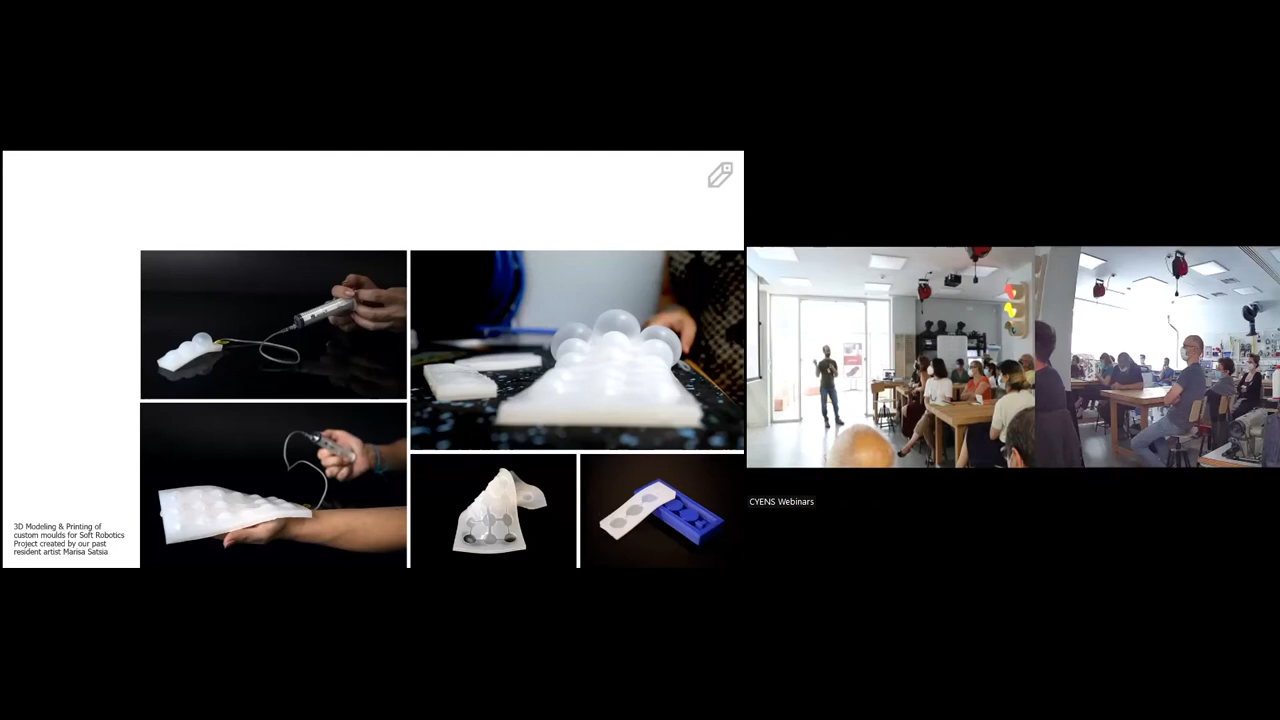 3D Modeling & Printing of
custom moulds for Soft Robotics
Project created by our past
resident artist Marisa Satsia
CYENS Webinars